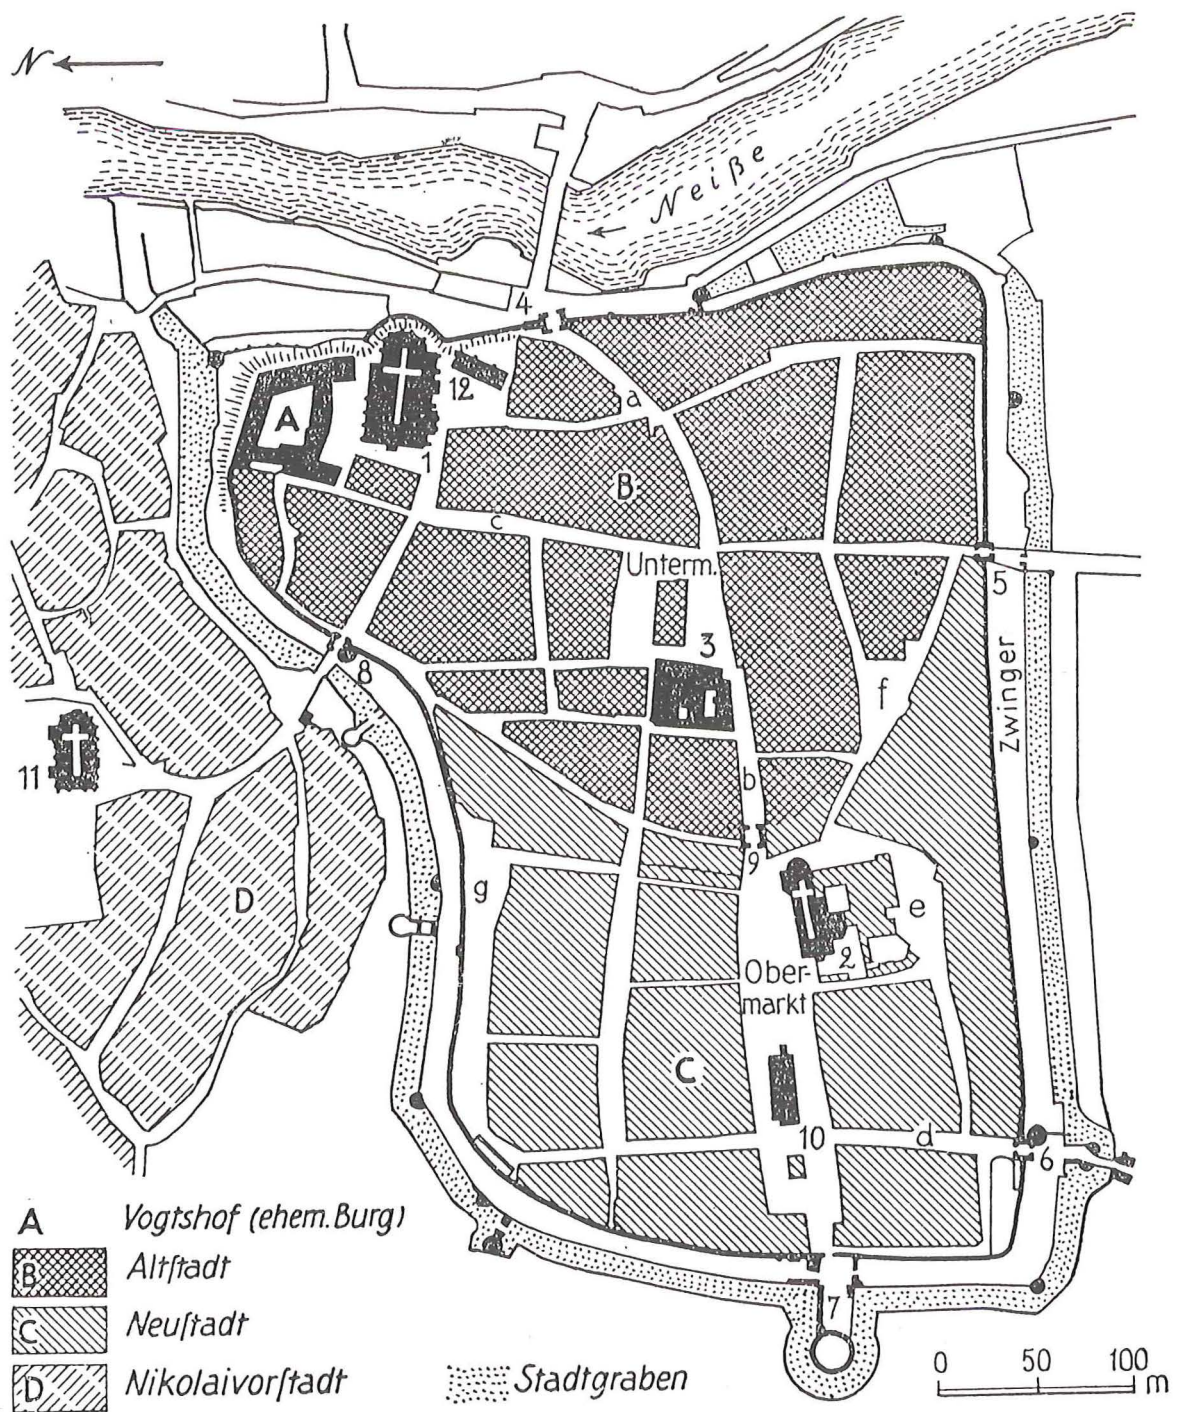 N
Neiße
4
A
12
1
a
B
c
Unterm.
5
3
8
f
Zwinger
11
b
9
g
D
e
2
Ober-
markt
C
10
d
6
A Vogtshof (ehem. Burg)
B Altſtadt
7
C Neuſtadt
D Nikolaivorſtadt
Stadtgraben
0 50 100
m